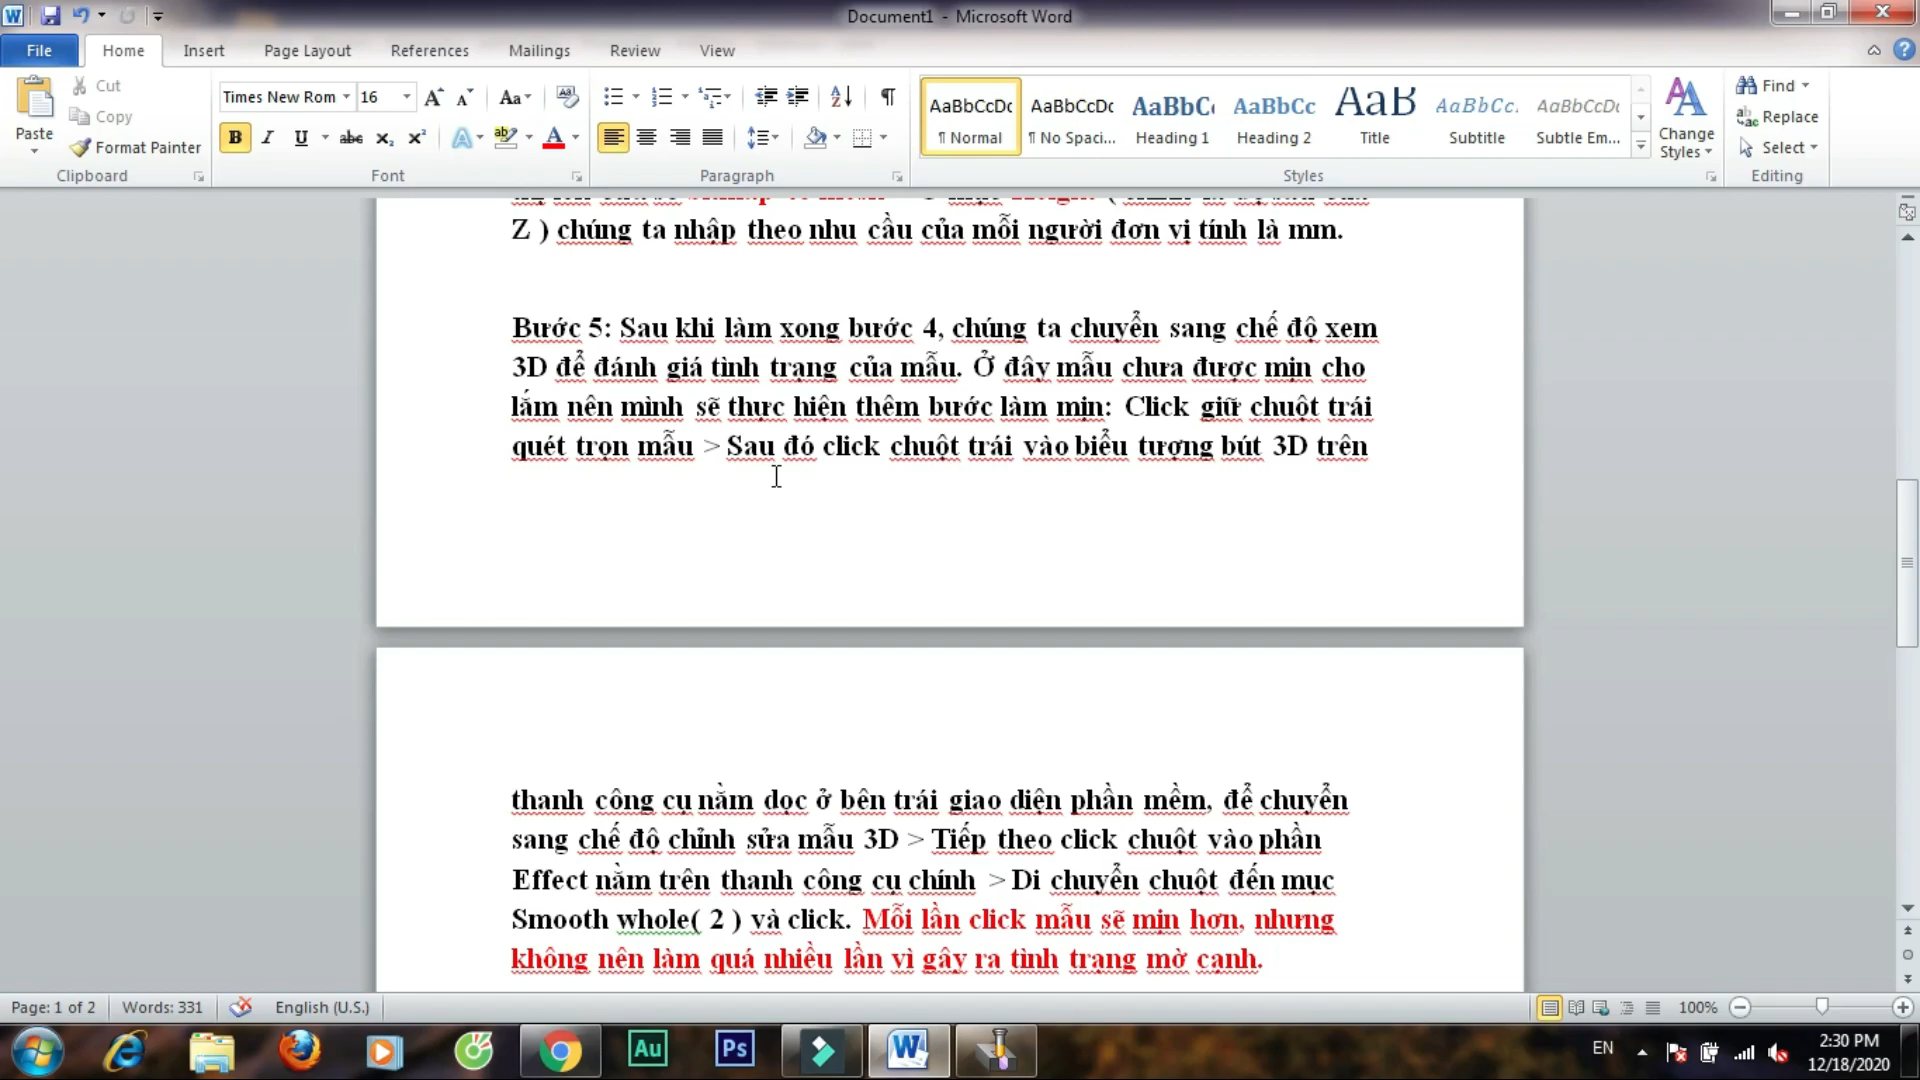 Document1 - Microsoft Word
File Home Insert Page Layout References Mailings Review View
Paste
Cut
Copy
Format Painter
Clipboard
Times New Rom 16
Font
Paragraph
AaBbCcDc AaBbCcDc AaBbC AaBbCc AaB AaBbCc. AaBbCcDc
¶ Normal ¶ No Spaci... Heading 1 Heading 2 Title Subtitle Subtle Em...
Change Styles
Styles
Find
Replace
Select
Editing
Z ) chúng ta nhập theo nhu cầu của mỗi người đơn vị tính là mm.
Bước 5: Sau khi làm xong bước 4, chúng ta chuyển sang chế độ xem
3D để đánh giá tình trạng của mẫu. Ở đây mẫu chưa được mịn cho
lắm nên mình sẽ thực hiện thêm bước làm mịn: Click giữ chuột trái
quét trọn mẫu > Sau đó click chuột trái vào biểu tượng bút 3D trên
thanh công cụ nằm dọc ở bên trái giao diện phần mềm, để chuyển
sang chế độ chỉnh sửa mẫu 3D > Tiếp theo click chuột vào phần
Effect nằm trên thanh công cụ chính > Di chuyển chuột đến mục
Smooth whole( 2 ) và click. Mỗi lần click mẫu sẽ mịn hơn, nhưng
không nên làm quá nhiều lần vì gây ra tình trạng mờ cạnh.
Page: 1 of 2 Words: 331 English (U.S.) 100%
Au Ps EN
2:30 PM
12/18/2020